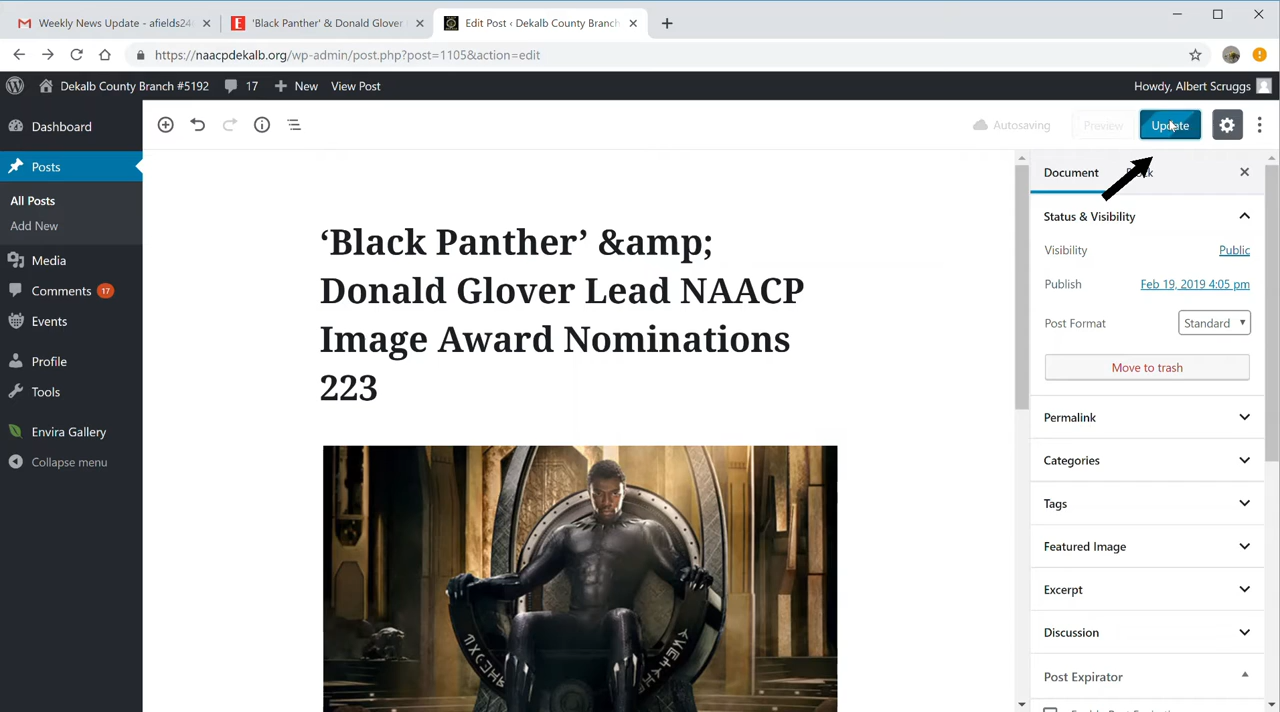 Weekly News Update - afields24
'Black Panther' & Donald Glover
Edit Post ‹ Dekalb County Branch
https://naacpdekalb.org/wp-admin/post.php?post=1105&action=edit
Dekalb County Branch #5192 17 New View Post Howdy, Albert Scruggs
Dashboard
Posts
All Posts
Add New
Media
Comments 17
Events
Profile
Tools
Envira Gallery
Collapse menu
Autosaving Preview Update
‘Black Panther’ &amp;
Donald Glover Lead NAACP
Image Award Nominations
223
Document
Status & Visibility
Visibility Public
Publish Feb 19, 2019 4:05 pm
Post Format Standard
Move to trash
Permalink
Categories
Tags
Featured Image
Excerpt
Discussion
Post Expirator